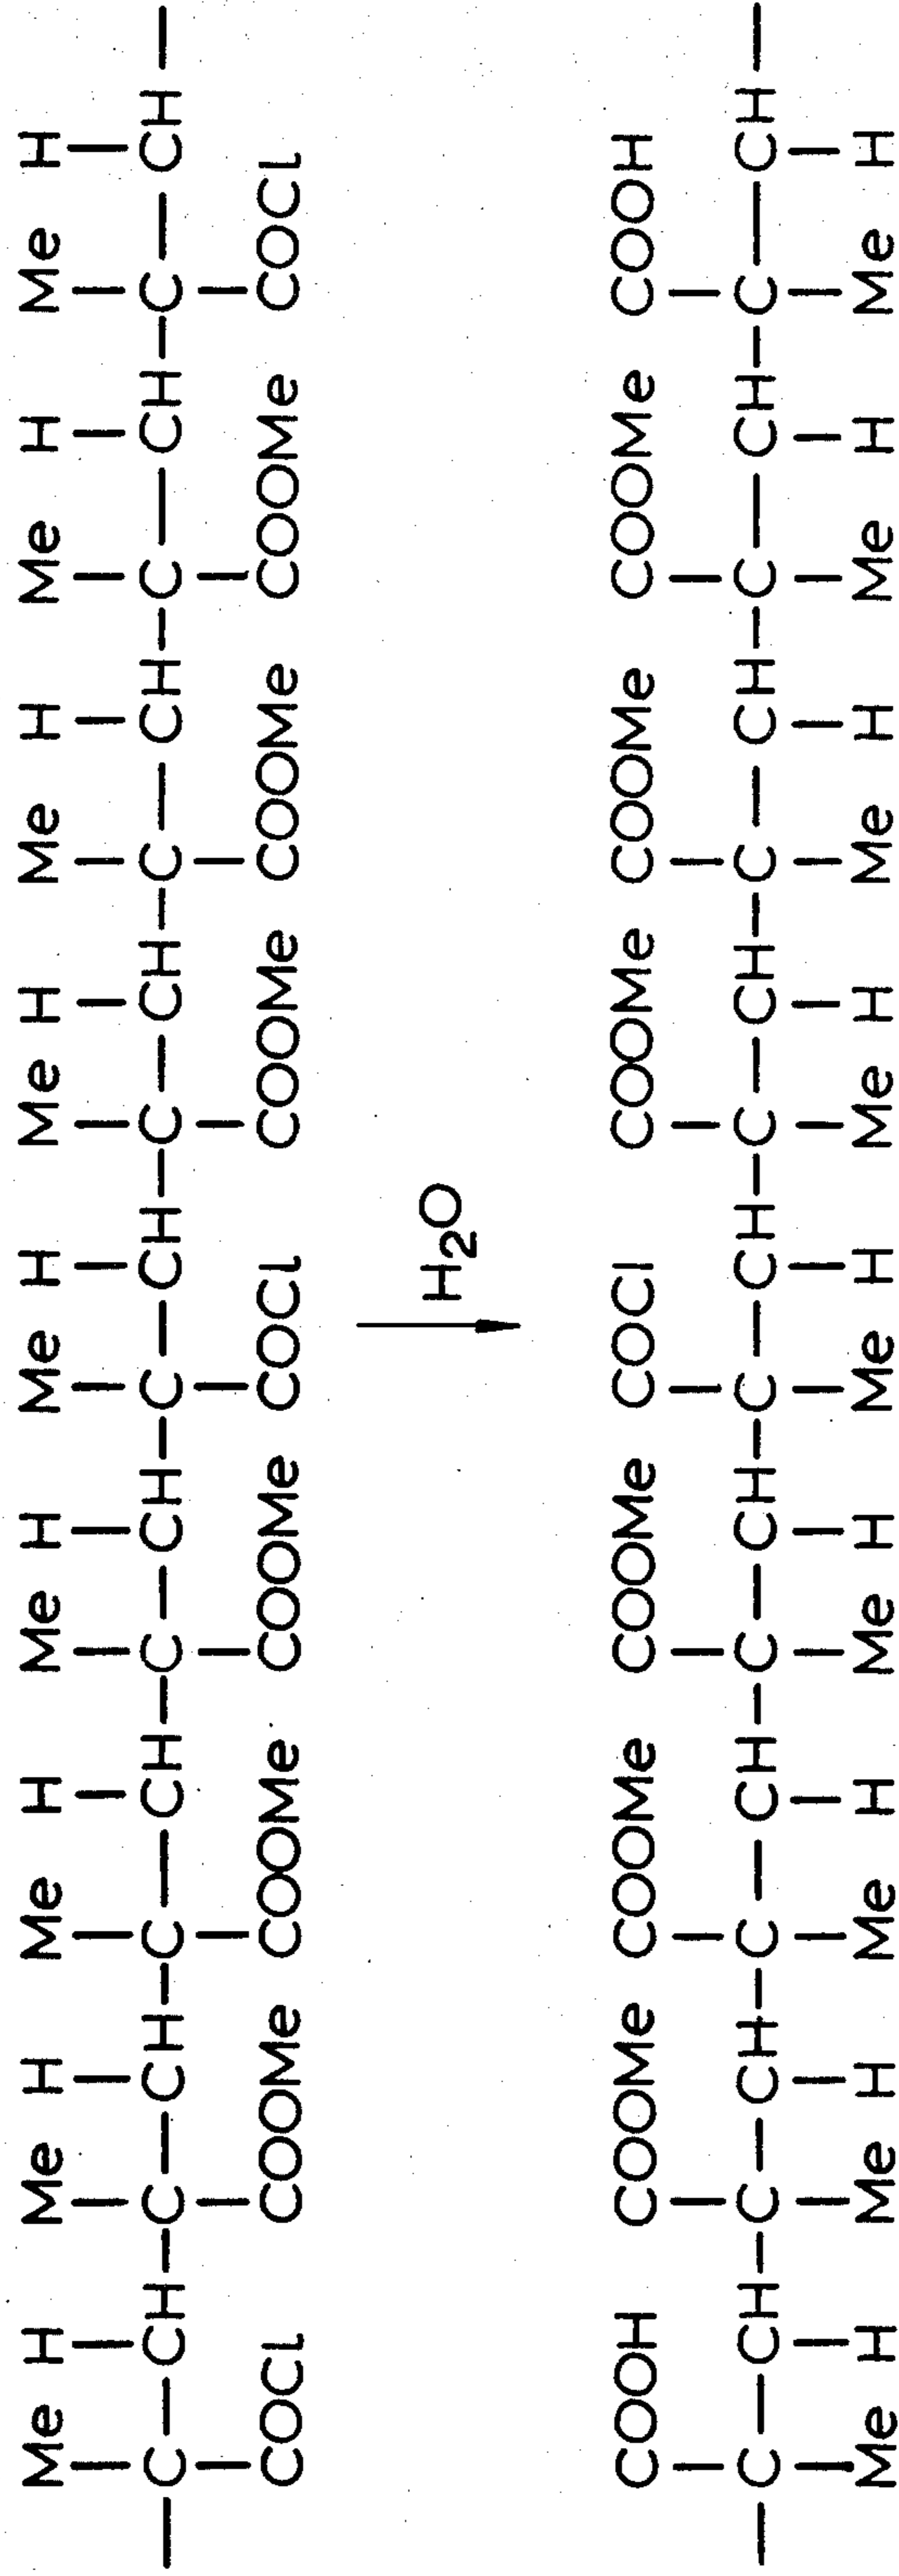 Me H Me H Me H Me H Me H Me H Me H Me H Me H
—C—CH—C—CH—C—CH—C—CH—C—CH—C—CH—C—CH—C—CH—C—CH—
COCl COOMe COOMe COOMe COCl COOMe COOMe COOMe COCl
H₂O
COOH COOMe COOMe COOMe COCl COOMe COOMe COOMe COOH
—C—CH—C—CH—C—CH—C—CH—C—CH—C—CH—C—CH—C—CH—C—CH—
Me H Me H Me H Me H Me H Me H Me H Me H Me H